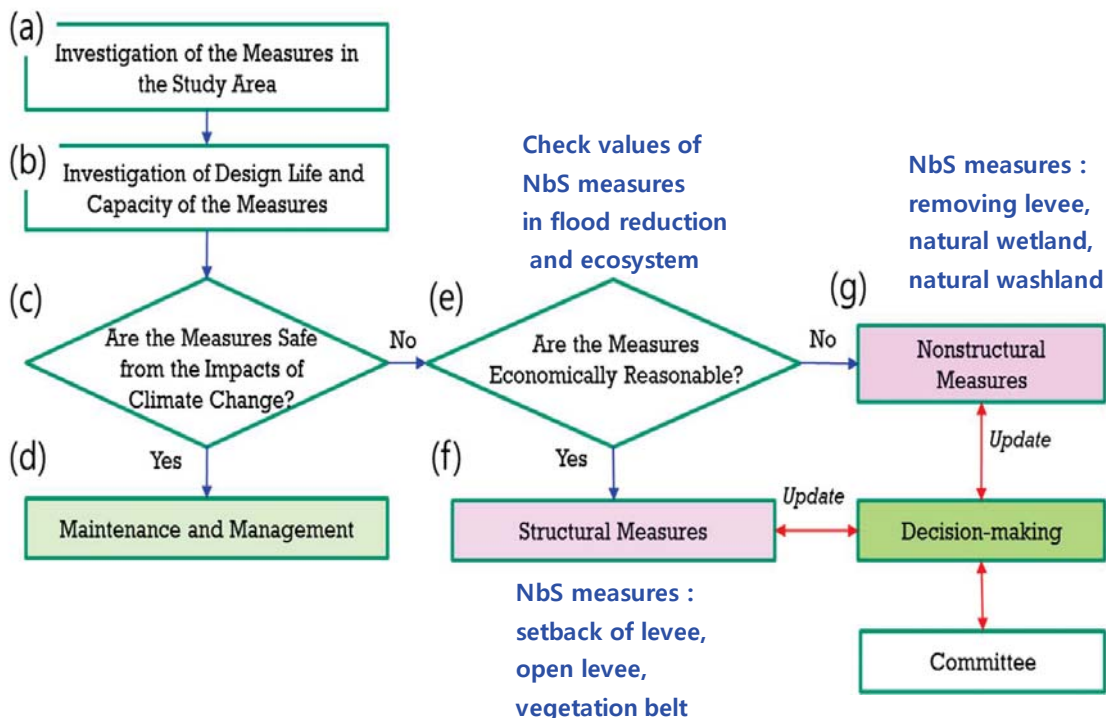 (a)
Investigation of the Measures in
the Study Area
(b)
Investigation of Design Life and
Capacity of the Measures
Check values of
NbS measures
in flood reduction
and ecosystem
NbS measures :
removing levee,
natural wetland,
natural washland
(c)
Are the Measures Safe
from the Impacts of
Climate Change?
No
(e)
Are the Measures
Economically Reasonable?
No
(g)
Nonstructural
Measures
Update
(d)
Yes
Maintenance and Management
(f)
Yes
Structural Measures
Update
Decision-making
NbS measures :
setback of levee,
open levee,
vegetation belt
Committee